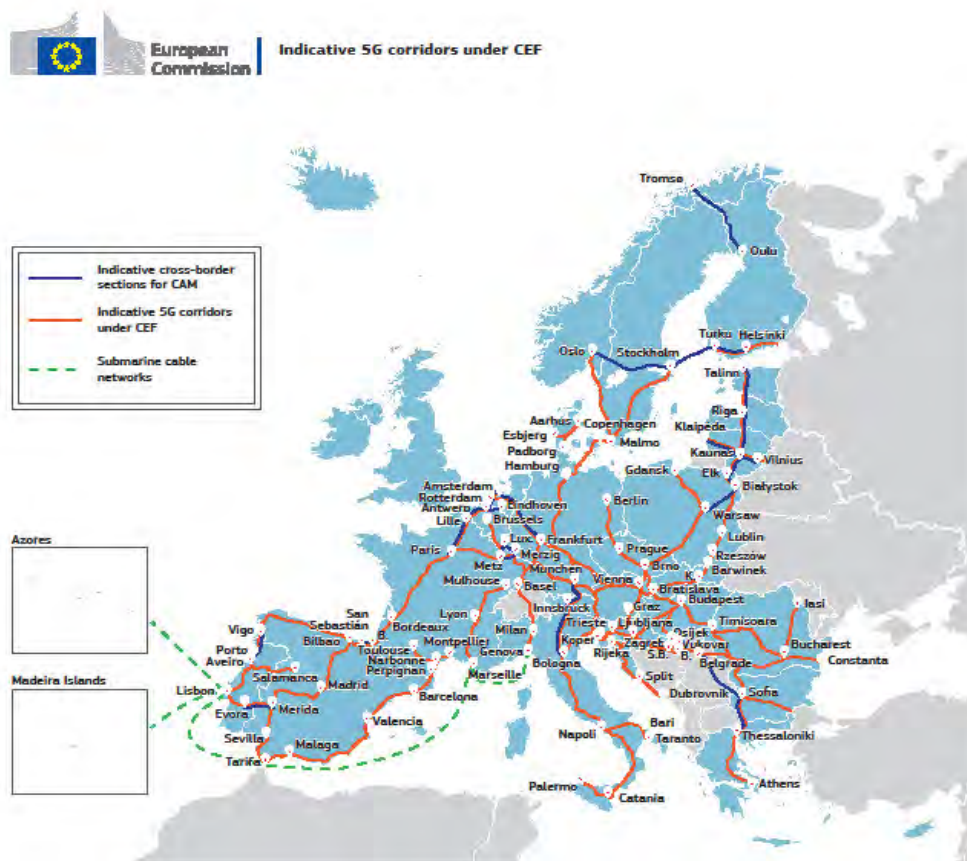 European
Commission
Indicative 5G corridors under CEF
Tromsø
Oulu
Indicative cross-border
sections for CAM
Indicative 5G corridors
under CEF
Submarine cable
networks
Turku
Helsinki
Oslo
Stockholm
Talinn
Riga
Aarhus
Copenhagen
Klaipėda
Esbjerg
Malmo
Padborg
Kaunas
Vilnius
Hamburg
Gdansk
Elk
Białystok
Amsterdam
Rotterdam
Eindhoven
Berlin
Antwerp
Lille
Brussels
Warsaw
Lublin
Azores
Paris
Lux.
Frankfurt
Metz
Merzig
Prague
Rzeszów
München
Brno
K.
Barwinek
Mulhouse
Basel
Vienna
Bratislava
Innsbruck
Graz
Budapest
Iasi
San
Sebastián
Lyon
Trieste
Ljubljana
Timisoara
Vigo
Bilbao
B.
Bordeaux
Milan
Koper
Zagreb
Osijek
Porto
Toulouse
Montpellier
Genova
Rijeka
S.B.
Vukovar
Bucharest
Aveiro
Narbonne
Bologna
B.
Belgrade
Constanta
Salamanca
Perpignan
Marseille
Madeira Islands
Madrid
Split
Lisbon
Barcelona
Dubrovnik
Sofia
Evora
Merida
Valencia
Bari
Sevilla
Napoli
Taranto
Thessaloniki
Malaga
Tarifa
Palermo
Catania
Athens